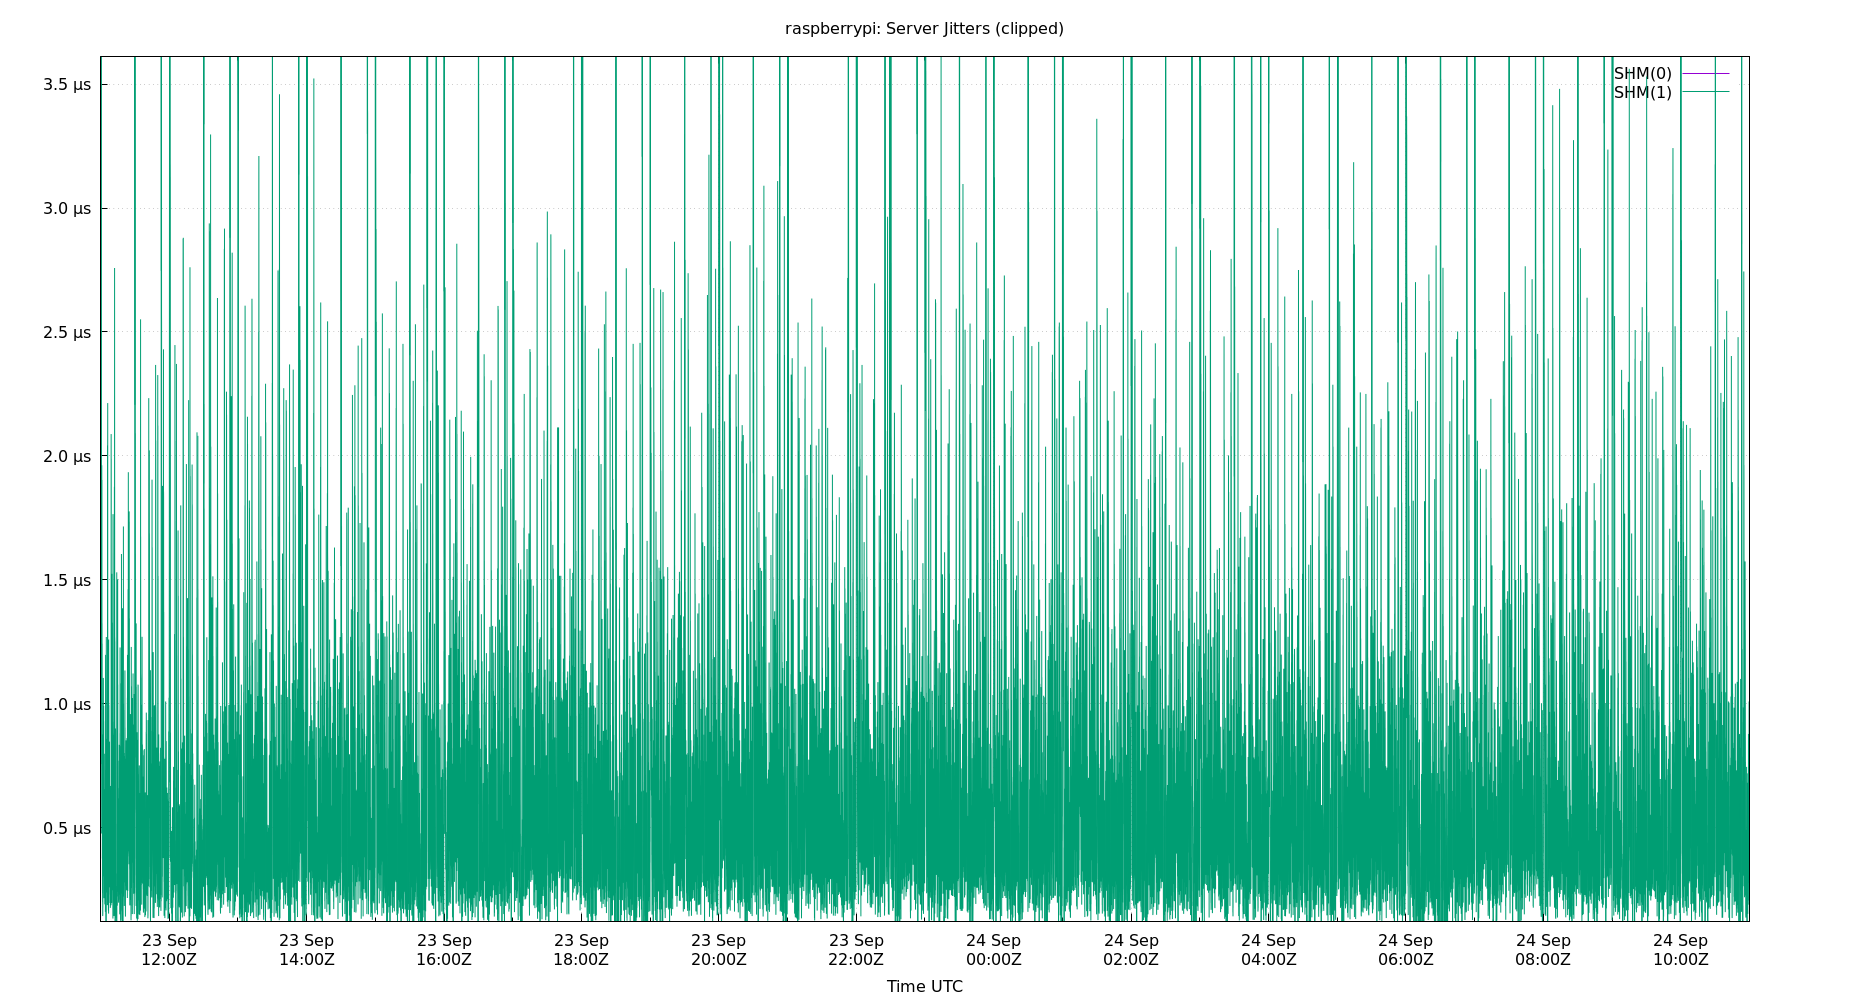 raspberrypi: Server Jitters (clipped)
SHM(0)
SHM(1)
3.5 µs
3.0 µs
2.5 µs
2.0 µs
1.5 µs
1.0 µs
0.5 µs
23 Sep 23 Sep 23 Sep 23 Sep 23 Sep 23 Sep 24 Sep 24 Sep 24 Sep 24 Sep 24 Sep 24 Sep
12:00Z 14:00Z 16:00Z 18:00Z 20:00Z 22:00Z 00:00Z 02:00Z 04:00Z 06:00Z 08:00Z 10:00Z
Time UTC